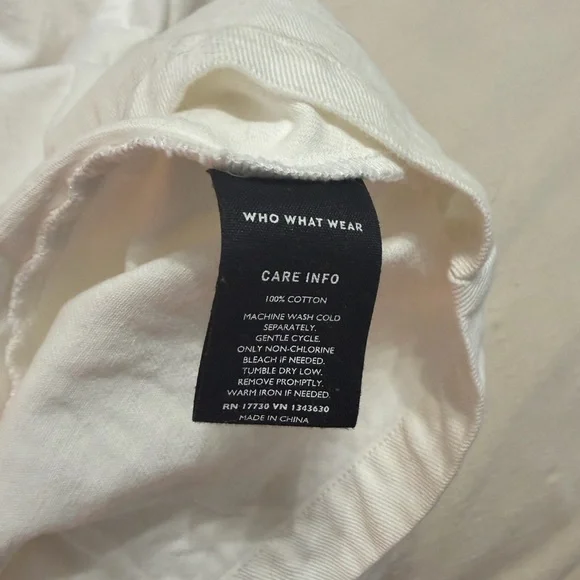 WHO WHAT WEAR
CARE INFO
100% COTTON
MACHINE WASH COLD
SEPARATELY.
GENTLE CYCLE.
ONLY NON-CHLORINE
BLEACH IF NEEDED.
TUMBLE DRY LOW.
REMOVE PROMPTLY.
WARM IRON IF NEEDED.
RN 17730 VN 1343630
MADE IN CHINA